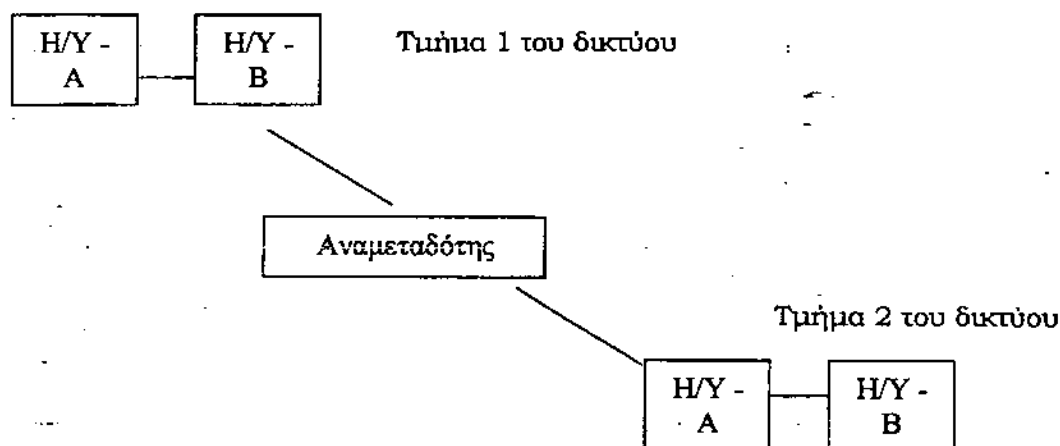 Η/Υ -
Α
Η/Υ -
Β
Τμήμα 1 του δικτύου
Αναμεταδότης
Τμήμα 2 του δικτύου
Η/Υ -
Α
Η/Υ -
Β